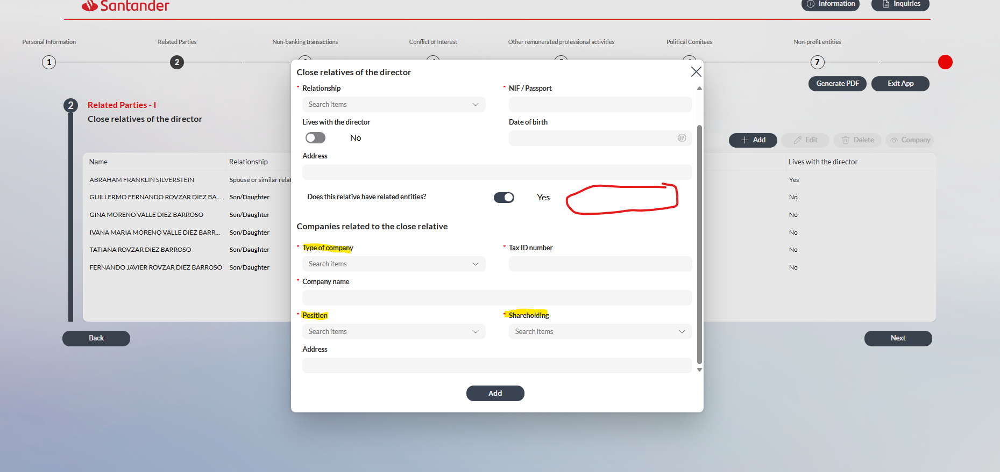 Santander
Information
Inquiries
Personal Information
Related Parties
Non-banking transactions
Conflict of Interest
Other remunerated professional activities
Political Comitees
Non-profit entities
1
2
7
Generate PDF
Exit App
2
Related Parties - I
Close relatives of the director
Add
Edit
Delete
Company
Name
Relationship
Lives with the director
ABRAHAM FRANKLIN SILVERSTEIN
Spouse or similar relat
Yes
GUILLERMO FERNANDO ROVZAR DIEZ BA...
Son/Daughter
No
GINA MORENO VALLE DIEZ BARROSO
Son/Daughter
No
IVANA MARIA MORENO VALLE DIEZ BARR...
Son/Daughter
No
TATIANA ROVZAR DIEZ BARROSO
Son/Daughter
No
FERNANDO JAVIER ROVZAR DIEZ BARROSO
Son/Daughter
No
Back
Next
Close relatives of the director
* Relationship
* NIF / Passport
Search items
Lives with the director
Date of birth
No
Address
Does this relative have related entities?
Yes
Companies related to the close relative
* Type of company
* Tax ID number
Search items
* Company name
* Position
* Shareholding
Search items
Search items
Address
Add